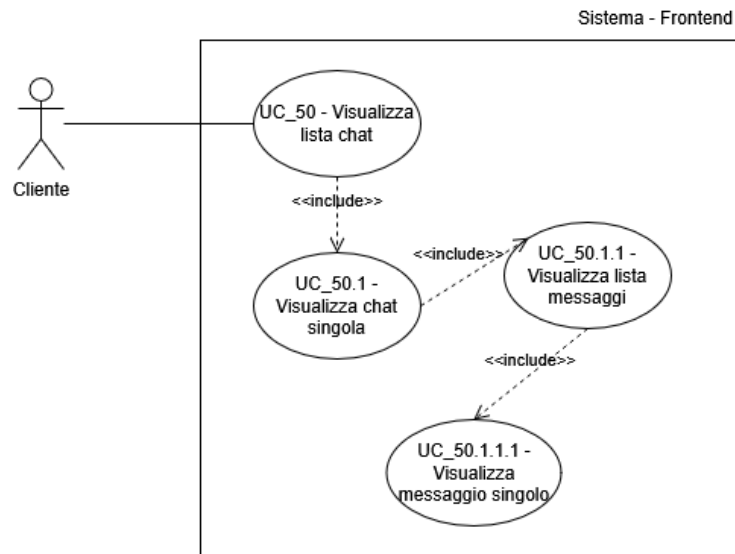 Sistema - Frontend
UC_50 - Visualizza
lista chat
Cliente
<<include>>
<<include>>
UC_50.1 -
Visualizza chat
singola
UC_50.1.1 -
Visualizza lista
messaggi
<<include>>
UC_50.1.1.1 -
Visualizza
messaggio singolo